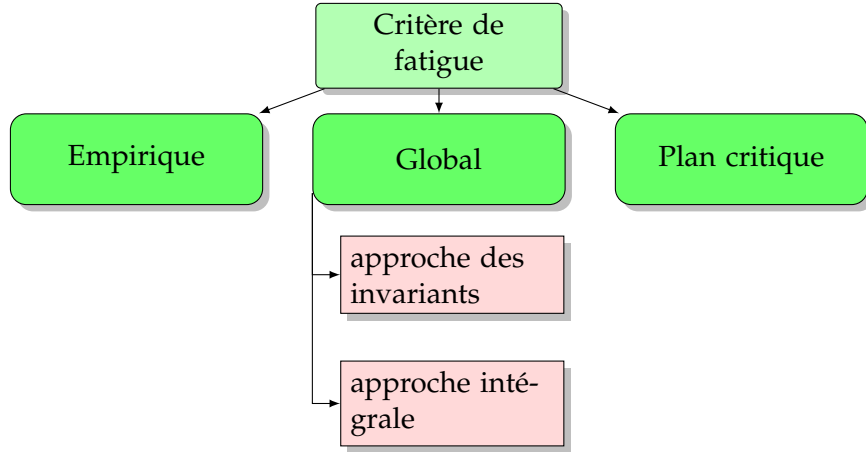 Critère de
fatigue
Empirique
Global
Plan critique
approche des
invariants
approche inté-
grale